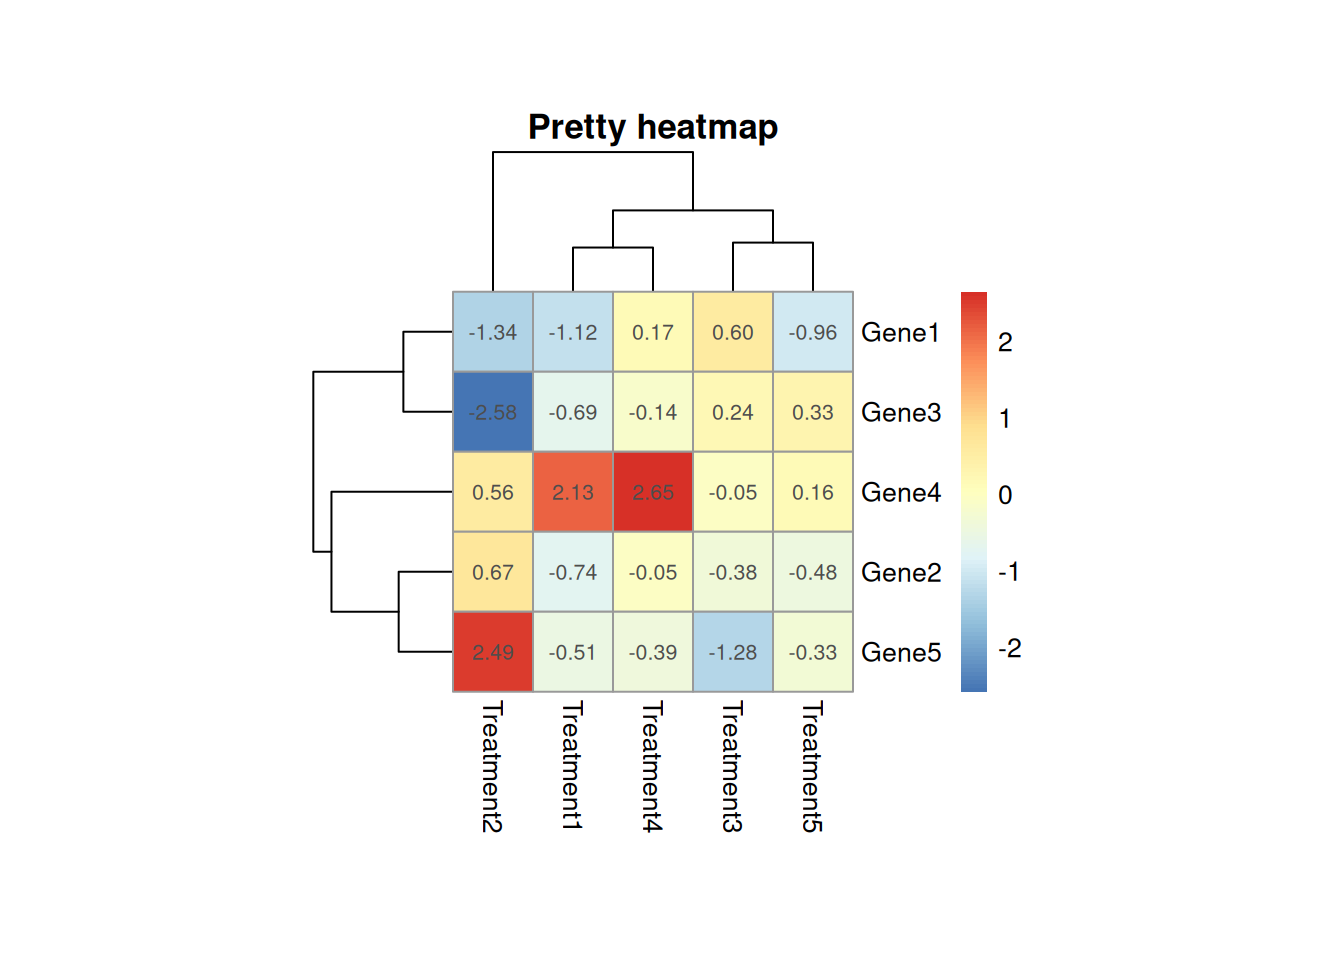 Pretty heatmap
-1.34 -1.12 0.17 0.60 -0.96 Gene1
-2.58 -0.69 -0.14 0.24 0.33 Gene3
0.56 2.13 2.65 -0.05 0.16 Gene4
0.67 -0.74 -0.05 -0.38 -0.48 Gene2
2.49 -0.51 -0.39 -1.28 -0.33 Gene5
Treatment2
Treatment1
Treatment4
Treatment3
Treatment5
2
1
0
-1
-2